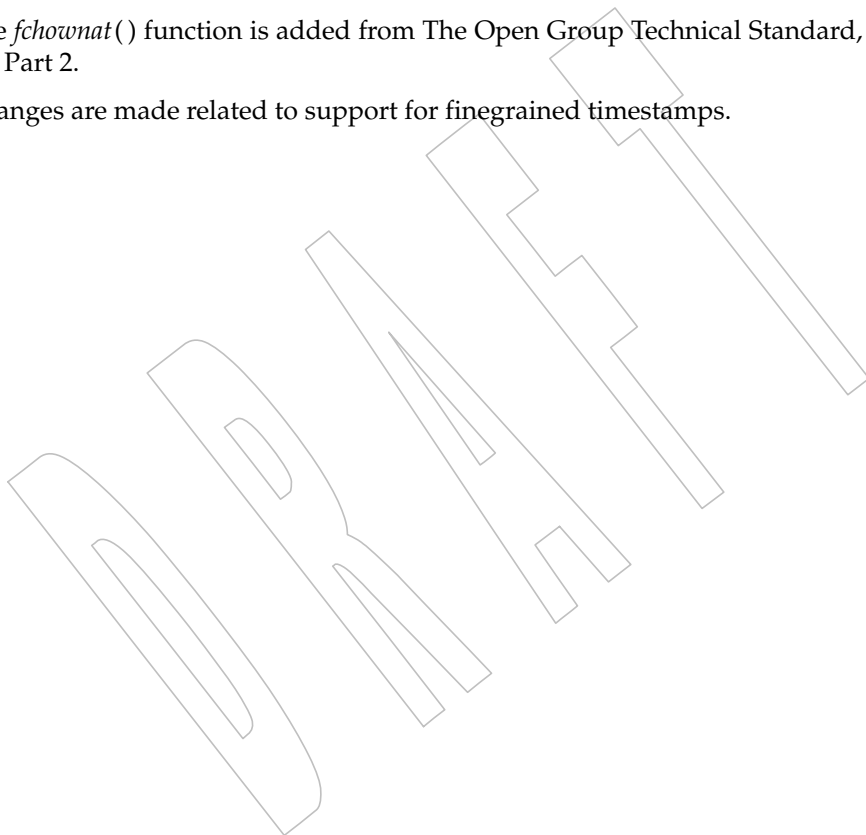 e fchownat() function is added from The Open Group Technical Standard,
Part 2.
anges are made related to support for finegrained timestamps.
DRAFT